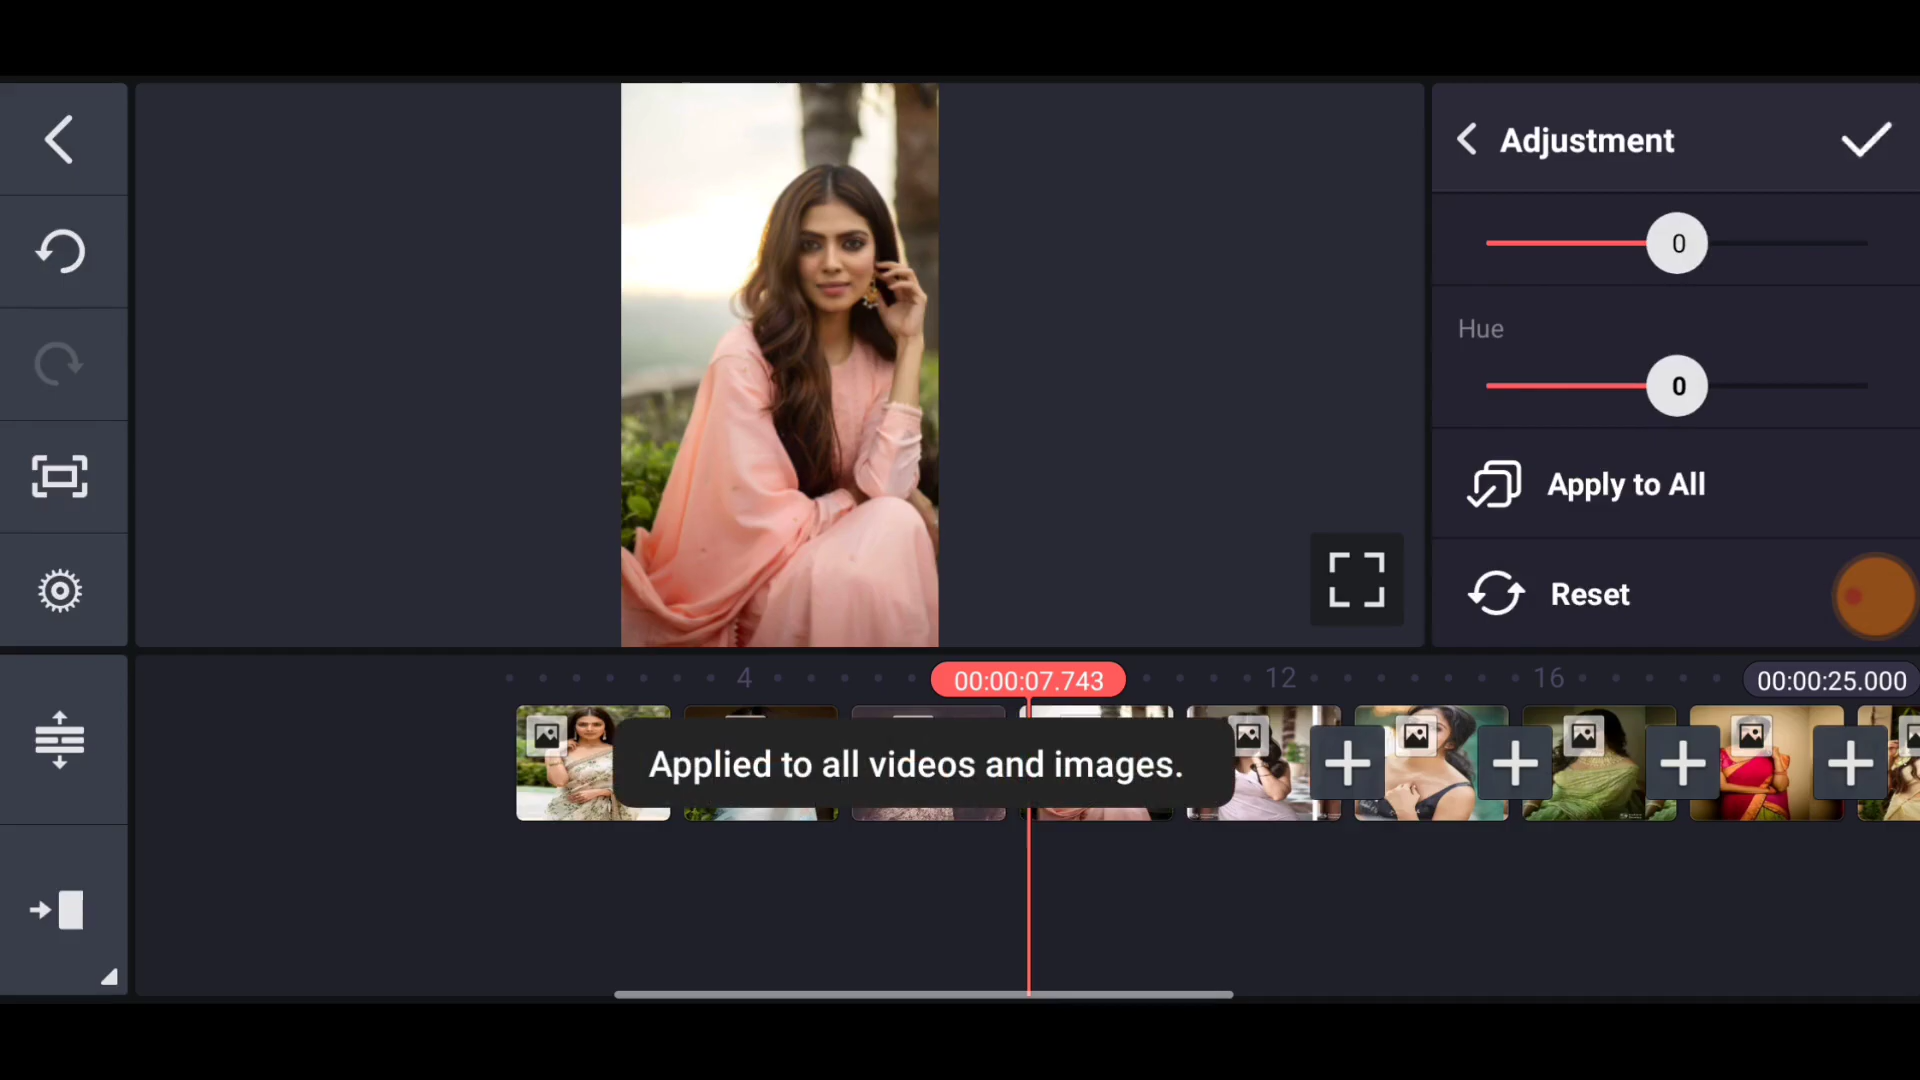 Adjustment
0
Hue
0
Apply to All
Reset
4
00:00:07.743
12
16
00:00:25.000
Applied to all videos and images.